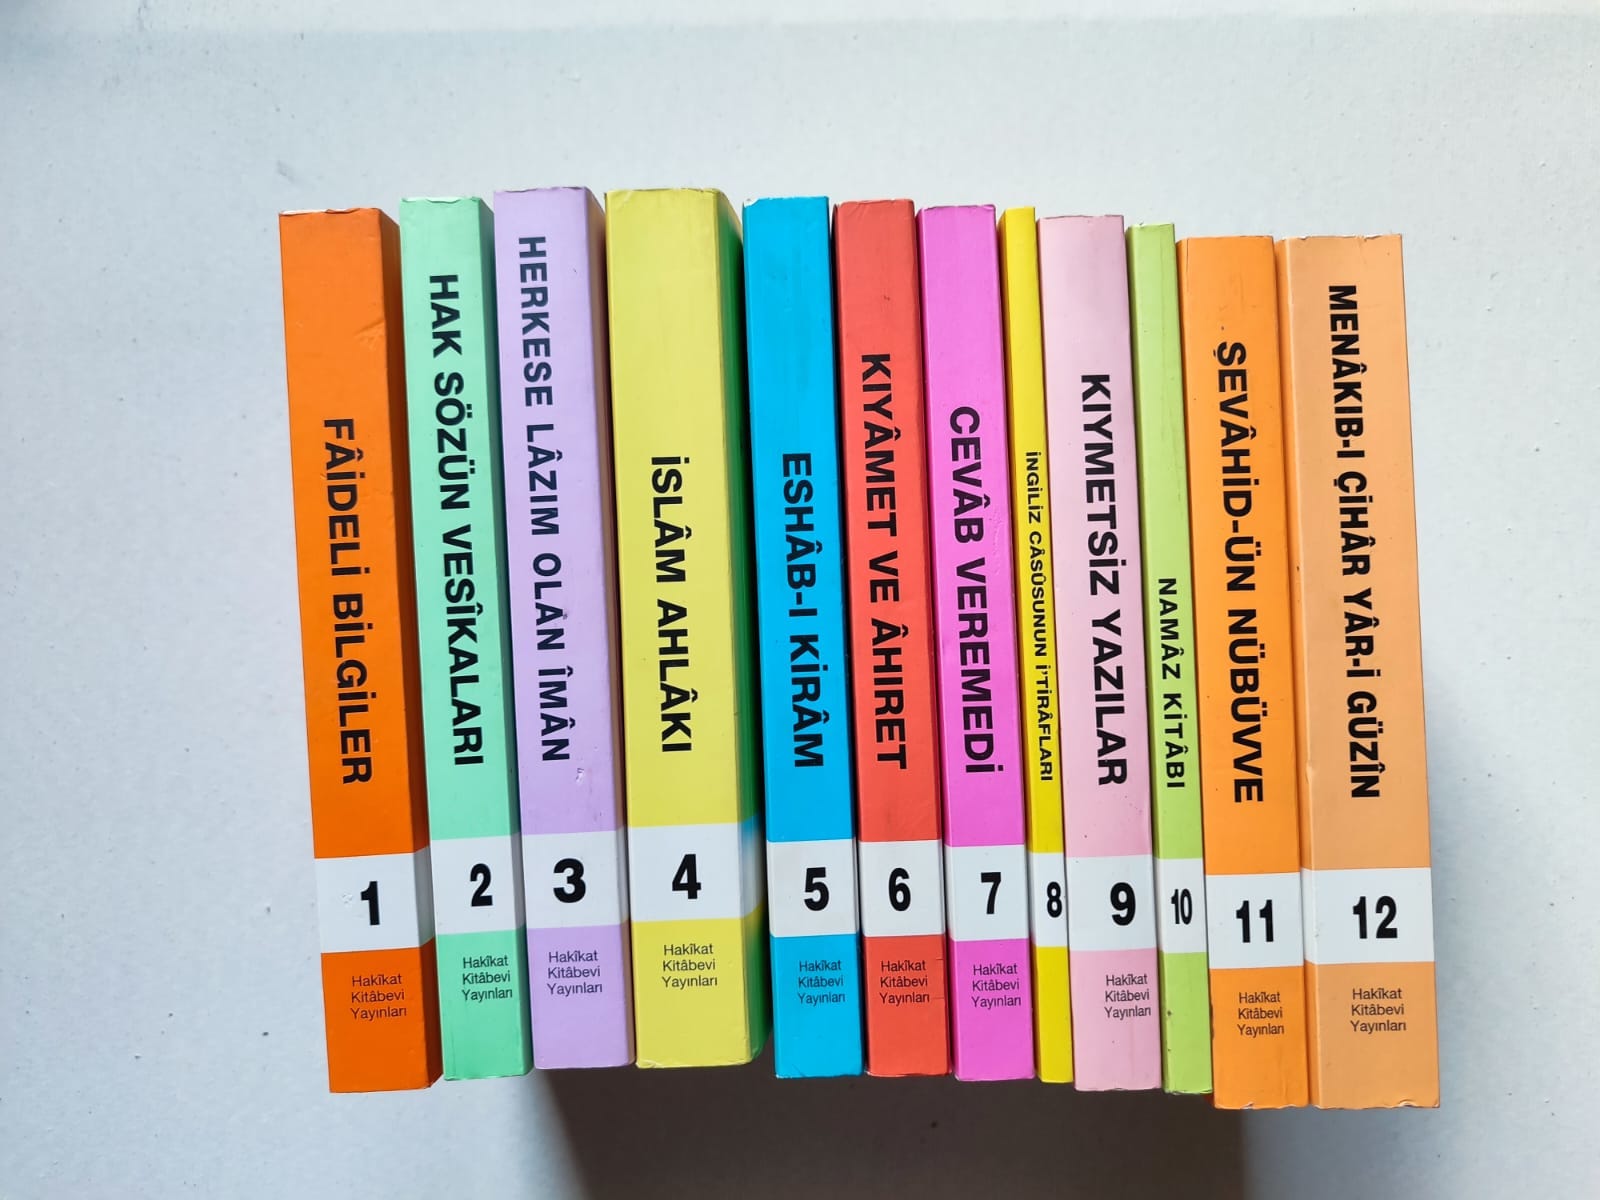 FÂİDELİ BİLGİLER
1
Hakîkat
Kitâbevi
Yayınları
HAK SÖZÜN VESÎKALARI
2
Hakîkat
Kitâbevi
Yayınları
HERKESE LÂZIM OLAN ÎMÂN
3
Hakîkat
Kitâbevi
Yayınları
İSLÂM AHLÂKI
4
Hakîkat
Kitâbevi
Yayınları
ESHÂB-I KİRÂM
5
Hakîkat
Kitâbevi
Yayınları
KIYÂMET VE ÂHIRET
6
Hakîkat
Kitâbevi
Yayınları
CEVÂB VEREMEDİ
7
Hakîkat
Kitâbevi
Yayınları
İNGİLİZ CÂSÛSUNUN İ'TİRÂFLARI
8
KIYMETSİZ YAZILAR
9
Hakîkat
Kitâbevi
Yayınları
NAMÂZ KİTÂBI
10
ŞEVÂHİD-ÜN NÜBÜVVE
11
Hakîkat
Kitâbevi
Yayınları
MENÂKIB-I ÇİHÂR YÂR-İ GÜZÎN
12
Hakîkat
Kitâbevi
Yayınları